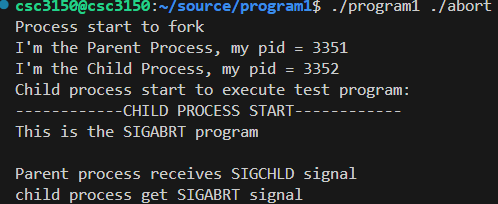 csc3150@csc3150:~/source/program1$ ./program1 ./abort
Process start to fork
I'm the Parent Process, my pid = 3351
I'm the Child Process, my pid = 3352
Child process start to execute test program:
------------CHILD PROCESS START------------
This is the SIGABRT program
Parent process receives SIGCHLD signal
child process get SIGABRT signal